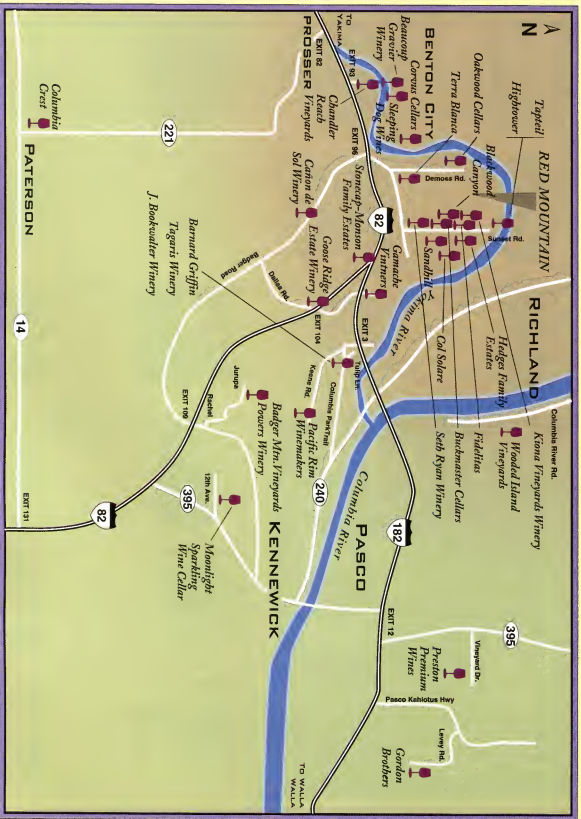 N
TO
YAKIMA
EXIT 82
PROSSER
EXIT 93
Beaucoup
Gravier
Winery
Chandler
Reach
Vineyards
Sleeping
Dog Wines
Corvus Cellars
BENTON CITY
EXIT 96
Terra Blanca
Oakwood Cellars
Demoss Rd.
Blackwood
Canyon
Tapteil
Hightower
RED MOUNTAIN
Sunset Rd.
Sandhill
Columbia
Crest
221
PATERSON
14
EXIT 131
Cañon de
Sol Winery
Stonecap-Monson
Family Estates
82
Goose Ridge
Estate Winery
Gamache
Vintners
Badger Road
Dallas Rd.
EXIT 104
EXIT 3
Yakima River
Barnard Griffin
Tagaris Winery
J. Bookwalter Winery
RICHLAND
Columbia River Rd.
Kiona Vineyards Winery
Hedges Family
Estates
Wooded Island
Vineyards
Fidelitas
Buckmaster Cellars
Col Solare
Seth Ryan Winery
Tulip Ln.
Columbia ParkTrail
Keene Rd.
Pacific Rim
Winemakers
Jurupa
Rachel
Badger Mtn. Vineyards
Powers Winery
EXIT 109
240
182
Columbia River
PASCO
KENNEWICK
395
12th Ave.
Moonlight
Sparkling
Wine Cellar
82
EXIT 12
395
Vineyard Dr.
Preston
Premium
Wines
Pasco Kahlotus Hwy
Levey Rd.
Gordon
Brothers
TO WALLA
WALLA